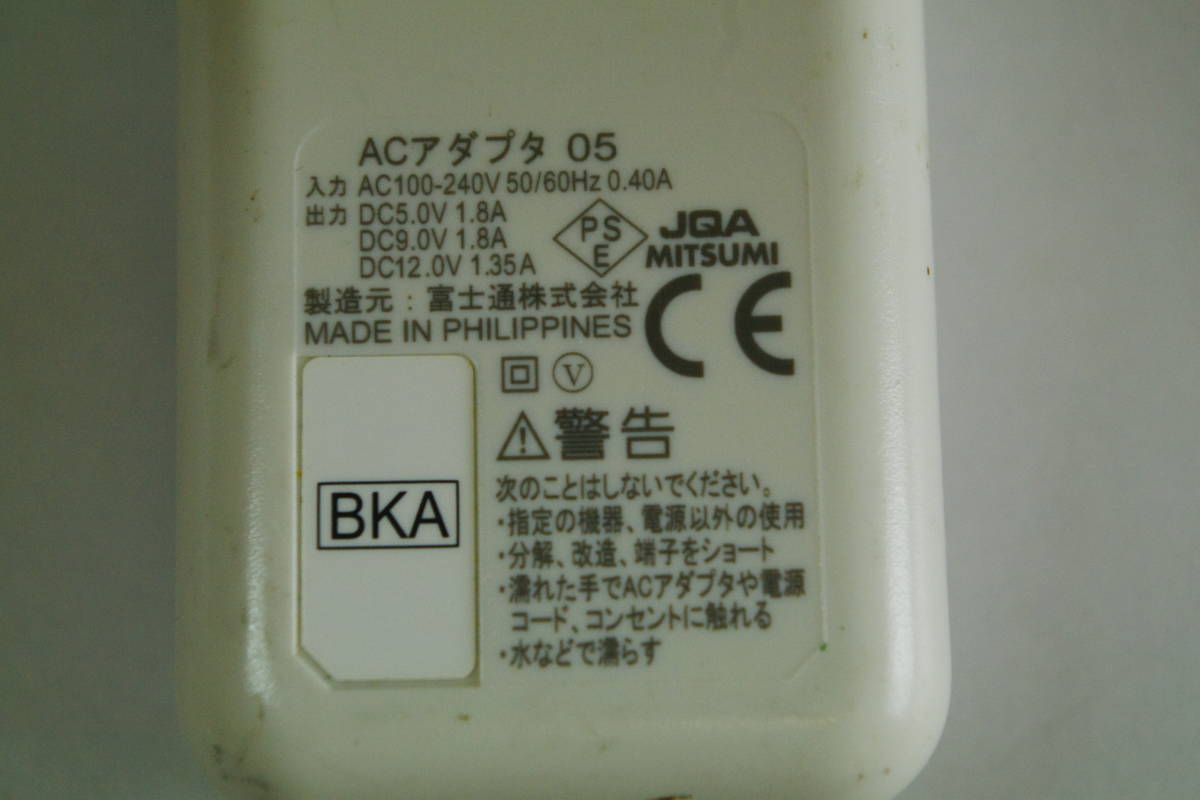 ACアダプタ 05
入力 AC100-240V 50/60Hz 0.40A
出力 DC5.0V 1.8A
DC9.0V 1.8A
DC12.0V 1.35A
PS
E
JQA
MITSUMI
製造元：富士通株式会社
MADE IN PHILIPPINES
CE
V
警告
BKA
次のことはしないでください。
・指定の機器、電源以外の使用
・分解、改造、端子をショート
・濡れた手でACアダプタや電源
コード、コンセントに触れる
・水などで濡らす